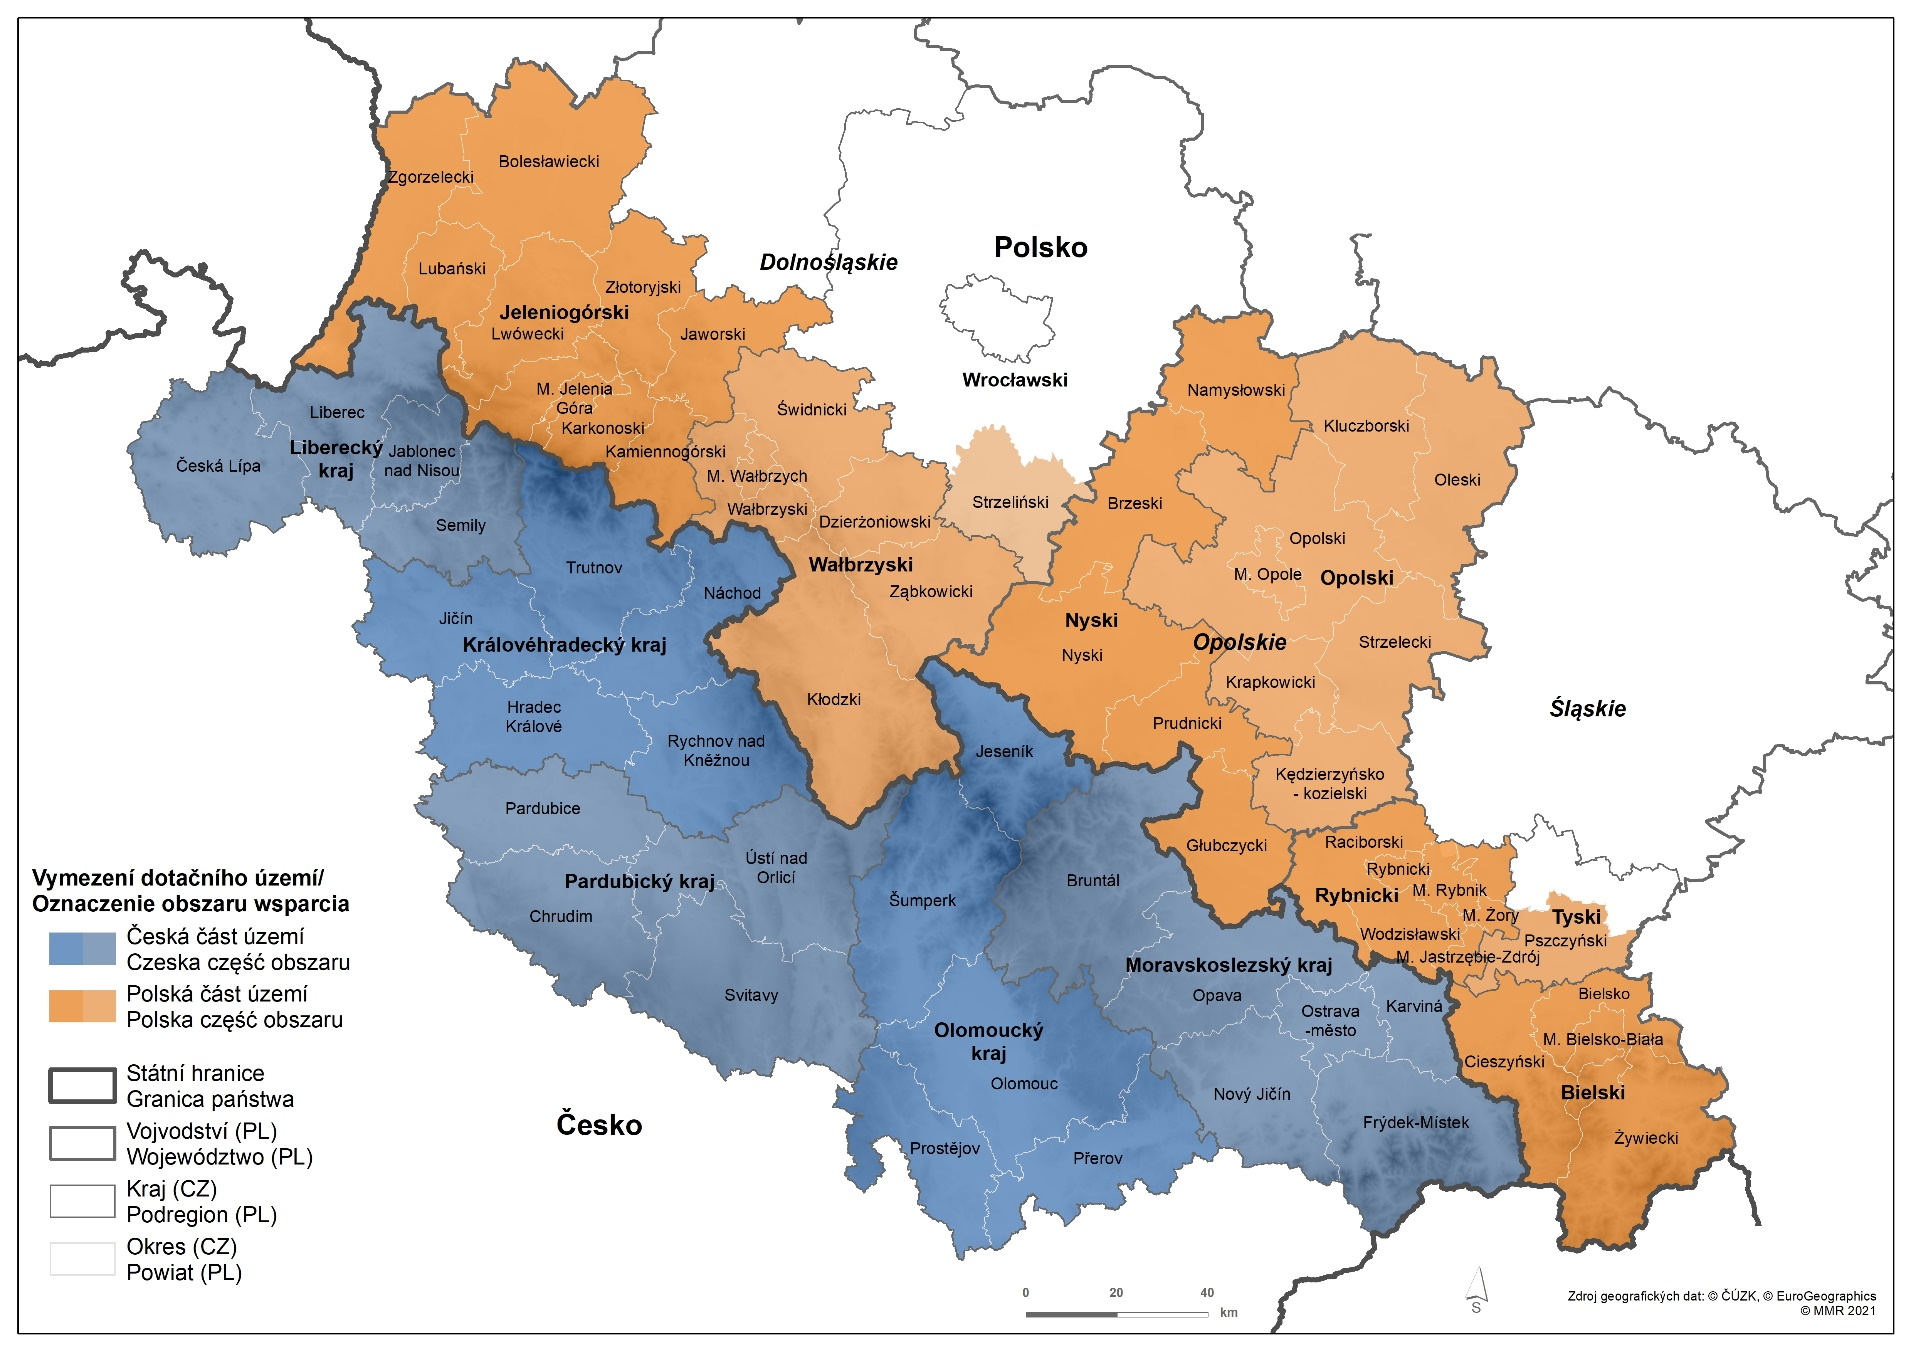 Zgorzelecki
Bolesławiecki
Lubański
Złotoryjski
Jeleniogórski
Lwówecki
Jaworski
M. Jelenia
Góra
Karkonoski
Kamiennogórski
Dolnośląskie
Polsko
Wrocławski
Świdnicki
M. Wałbrzych
Wałbrzyski
Dzierżoniowski
Wałbrzyski
Ząbkowicki
Kłodzki
Strzeliński
Namysłowski
Brzeski
Kluczborski
Oleski
Opolski
M. Opole
Opolski
Nyski
Nyski
Opolskie
Strzelecki
Krapkowicki
Prudnicki
Kędzierzyńsko
- kozielski
Głubczycki
Śląskie
Raciborski
Rybnicki
Rybnicki
M. Rybnik
M. Żory
Wodzisławski
M. Jastrzębie-Zdrój
Tyski
Pszczyński
Bielsko
M. Bielsko-Biała
Cieszyński
Bielski
Żywiecki
Česká Lípa
Liberec
Liberecký
kraj
Jablonec
nad Nisou
Semily
Trutnov
Náchod
Jičín
Královéhradecký kraj
Hradec
Králové
Rychnov nad
Kněžnou
Pardubice
Pardubický kraj
Chrudim
Ústí nad
Orlicí
Svitavy
Jeseník
Šumperk
Olomoucký
kraj
Olomouc
Prostějov
Přerov
Bruntál
Moravskoslezský kraj
Opava
Ostrava
-město
Karviná
Nový Jičín
Frýdek-Místek
Česko
Vymezení dotačního území/
Oznaczenie obszaru wsparcia
Česká část území
Czeska część obszaru
Polská část území
Polska część obszaru
Státní hranice
Granica państwa
Vojvodství (PL)
Województwo (PL)
Kraj (CZ)
Podregion (PL)
Okres (CZ)
Powiat (PL)
0 20 40
km
S
Zdroj geografických dat: © ČÚZK, © EuroGeographics
© MMR 2021